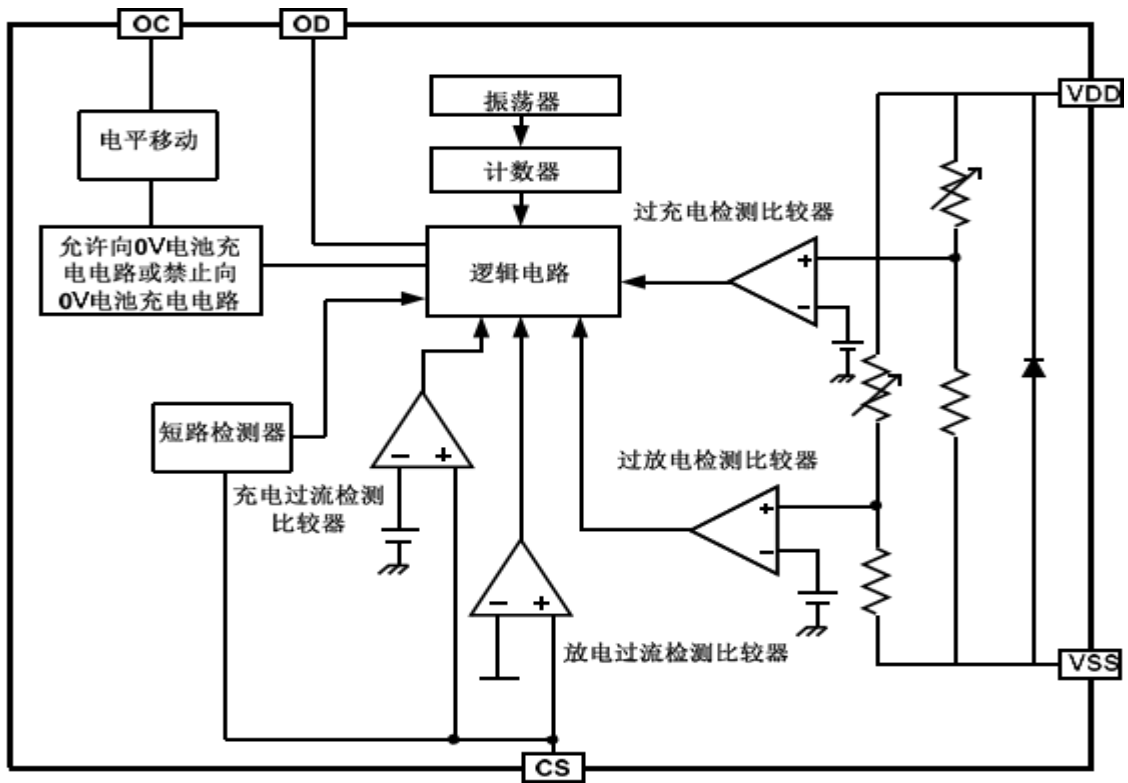 OC
OD
振荡器
VDD
电平移动
计数器
过充电检测比较器
允许向0V电池充
电电路或禁止向
0V电池充电电路
逻辑电路
+
−
短路检测器
− +
过放电检测比较器
充电过流检测
比较器
+
−
− +
放电过流检测比较器
VSS
CS